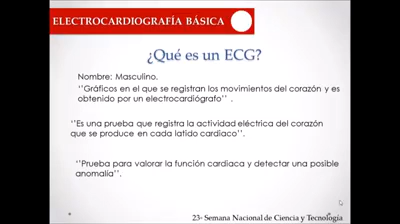 ELECTROCARDIOGRAFÍA BÁSICA
¿Qué es un ECG?
Nombre: Masculino.
‘’Gráficos en el que se registran los movimientos del corazón y es
obtenido por un electrocardiógrafo’’ .
‘’Es una prueba que registra la actividad eléctrica del corazón
que se produce en cada latido cardiaco’’.
‘’Prueba para valorar la función cardiaca y detectar una posible
anomalía’’.
23ª Semana Nacional de Ciencia y Tecnología